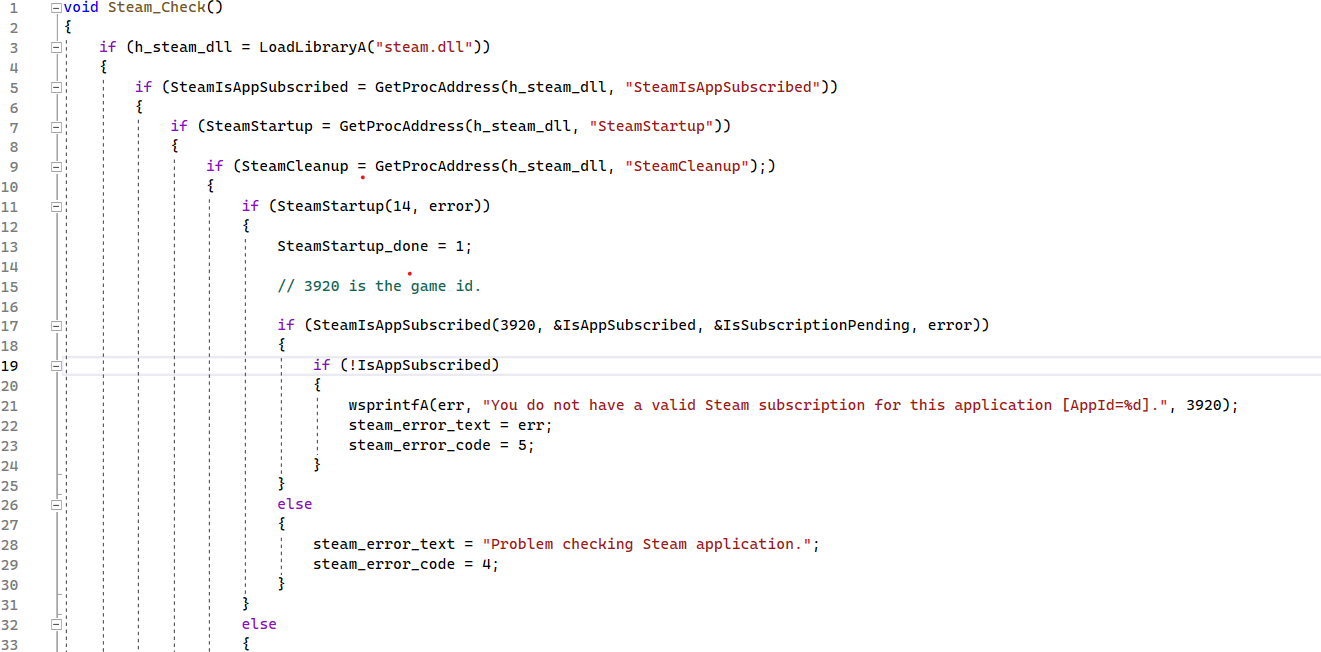 1 void Steam_Check()
2 {
3 if (h_steam_dll = LoadLibraryA("steam.dll"))
4 {
5 if (SteamIsAppSubscribed = GetProcAddress(h_steam_dll, "SteamIsAppSubscribed"))
6 {
7 if (SteamStartup = GetProcAddress(h_steam_dll, "SteamStartup"))
8 {
9 if (SteamCleanup = GetProcAddress(h_steam_dll, "SteamCleanup");)
10 {
11 if (SteamStartup(14, error))
12 {
13 SteamStartup_done = 1;
14
15 // 3920 is the game id.
16
17 if (SteamIsAppSubscribed(3920, &IsAppSubscribed, &IsSubscriptionPending, error))
18 {
19 if (!IsAppSubscribed)
20 {
21 wsprintfA(err, "You do not have a valid Steam subscription for this application [AppId=%d].", 3920);
22 steam_error_text = err;
23 steam_error_code = 5;
24 }
25 }
26 else
27 {
28 steam_error_text = "Problem checking Steam application.";
29 steam_error_code = 4;
30 }
31 }
32 else
33 {